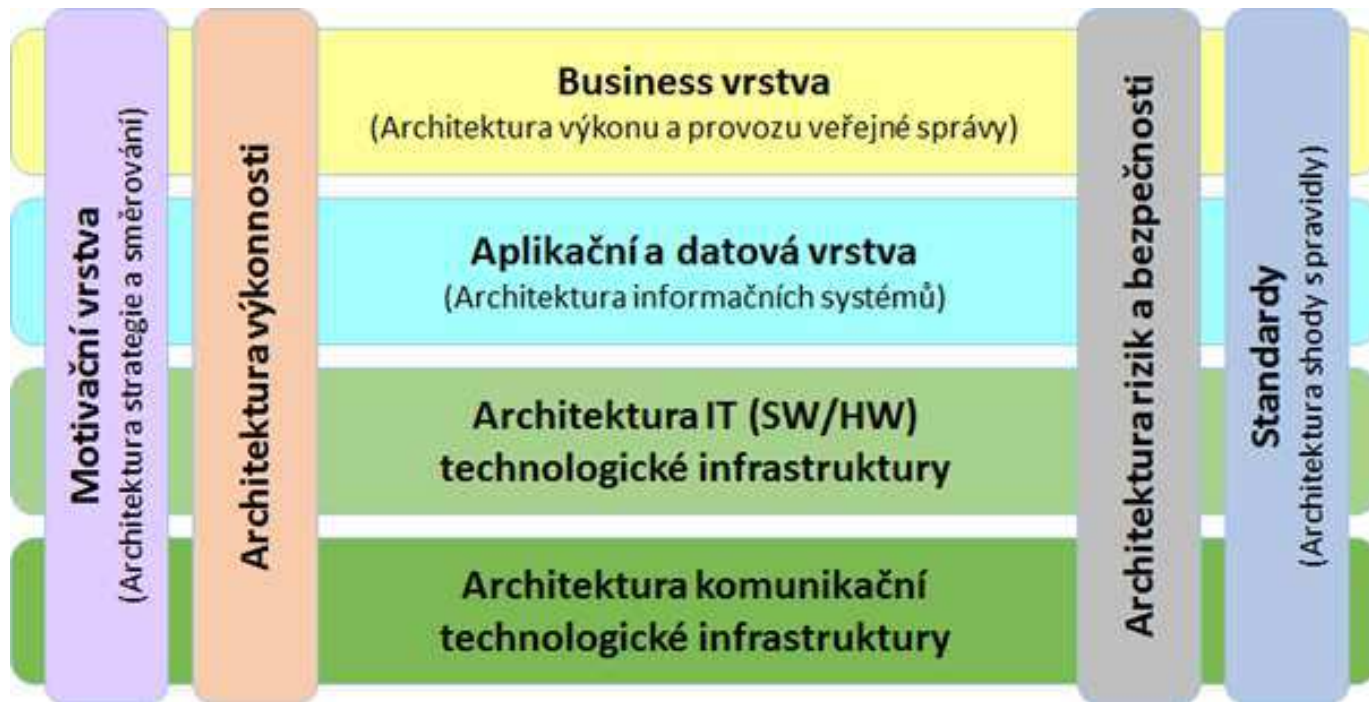 Motivační vrstva
(Architektura strategie a směrování)
Architektura výkonnosti
Business vrstva
(Architektura výkonu a provozu veřejné správy)
Aplikační a datová vrstva
(Architektura informačních systémů)
Architektura IT (SW/HW)
technologické infrastruktury
Architektura komunikační
technologické infrastruktury
Architektura rizik a bezpečnosti
Standardy
(Architektura shody s pravidly)